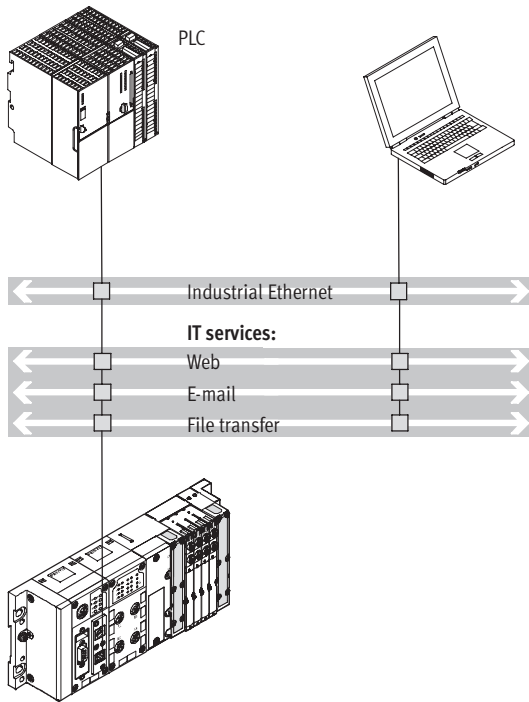 PLC
Industrial Ethernet
IT services:
Web
E-mail
File transfer